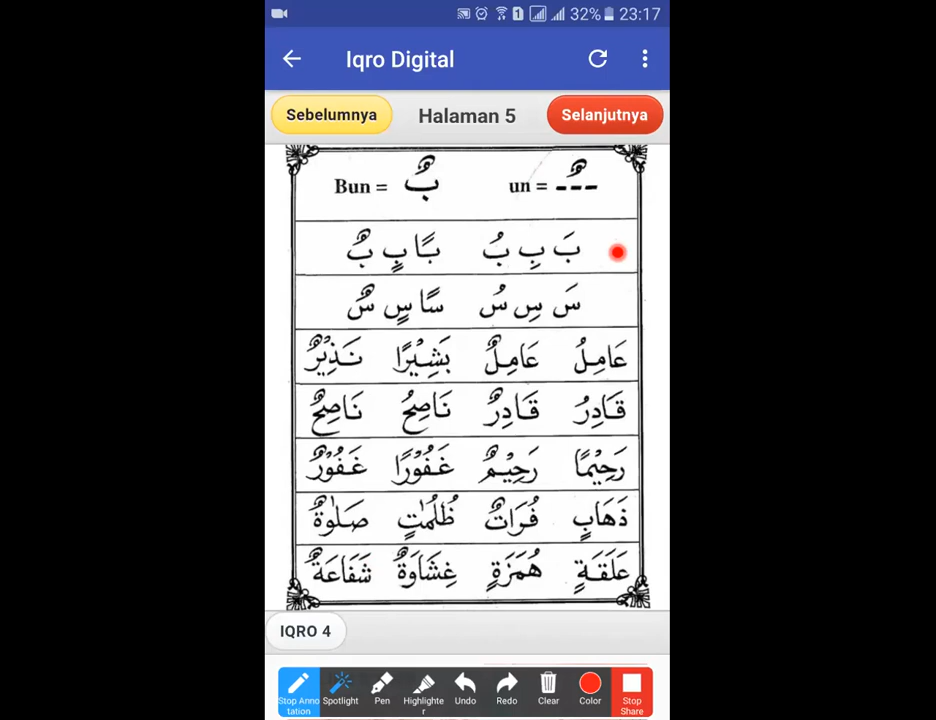 1 32% 23:17
Iqro Digital
Sebelumnya Halaman 5 Selanjutnya
ـٌ = un بٌ = Bun
بَ بِ بُ بًا بٍ بٌ
سَ سِ سُ سًا سٍ سٌ
عَامِلُ عَامِلٌ بَشِيْرًا نَذِيْرٌ
قَادِرُ قَادِرٌ نَاصِحُ نَاصِحٌ
رَحِيْمًا رَحِيْمٌ غَفُوْرًا غَفُوْرٌ
ذَهَابٍ فُرَاتٌ ظُلُمٰتٍ صَلٰوةٌ
عَلَقَةٍ هُمَزَةٍ غِشَاوَةٌ شَفَاعَةٌ
IQRO 4
Stop Annotation Spotlight Pen Highlighter Undo Redo Clear Color Stop Share